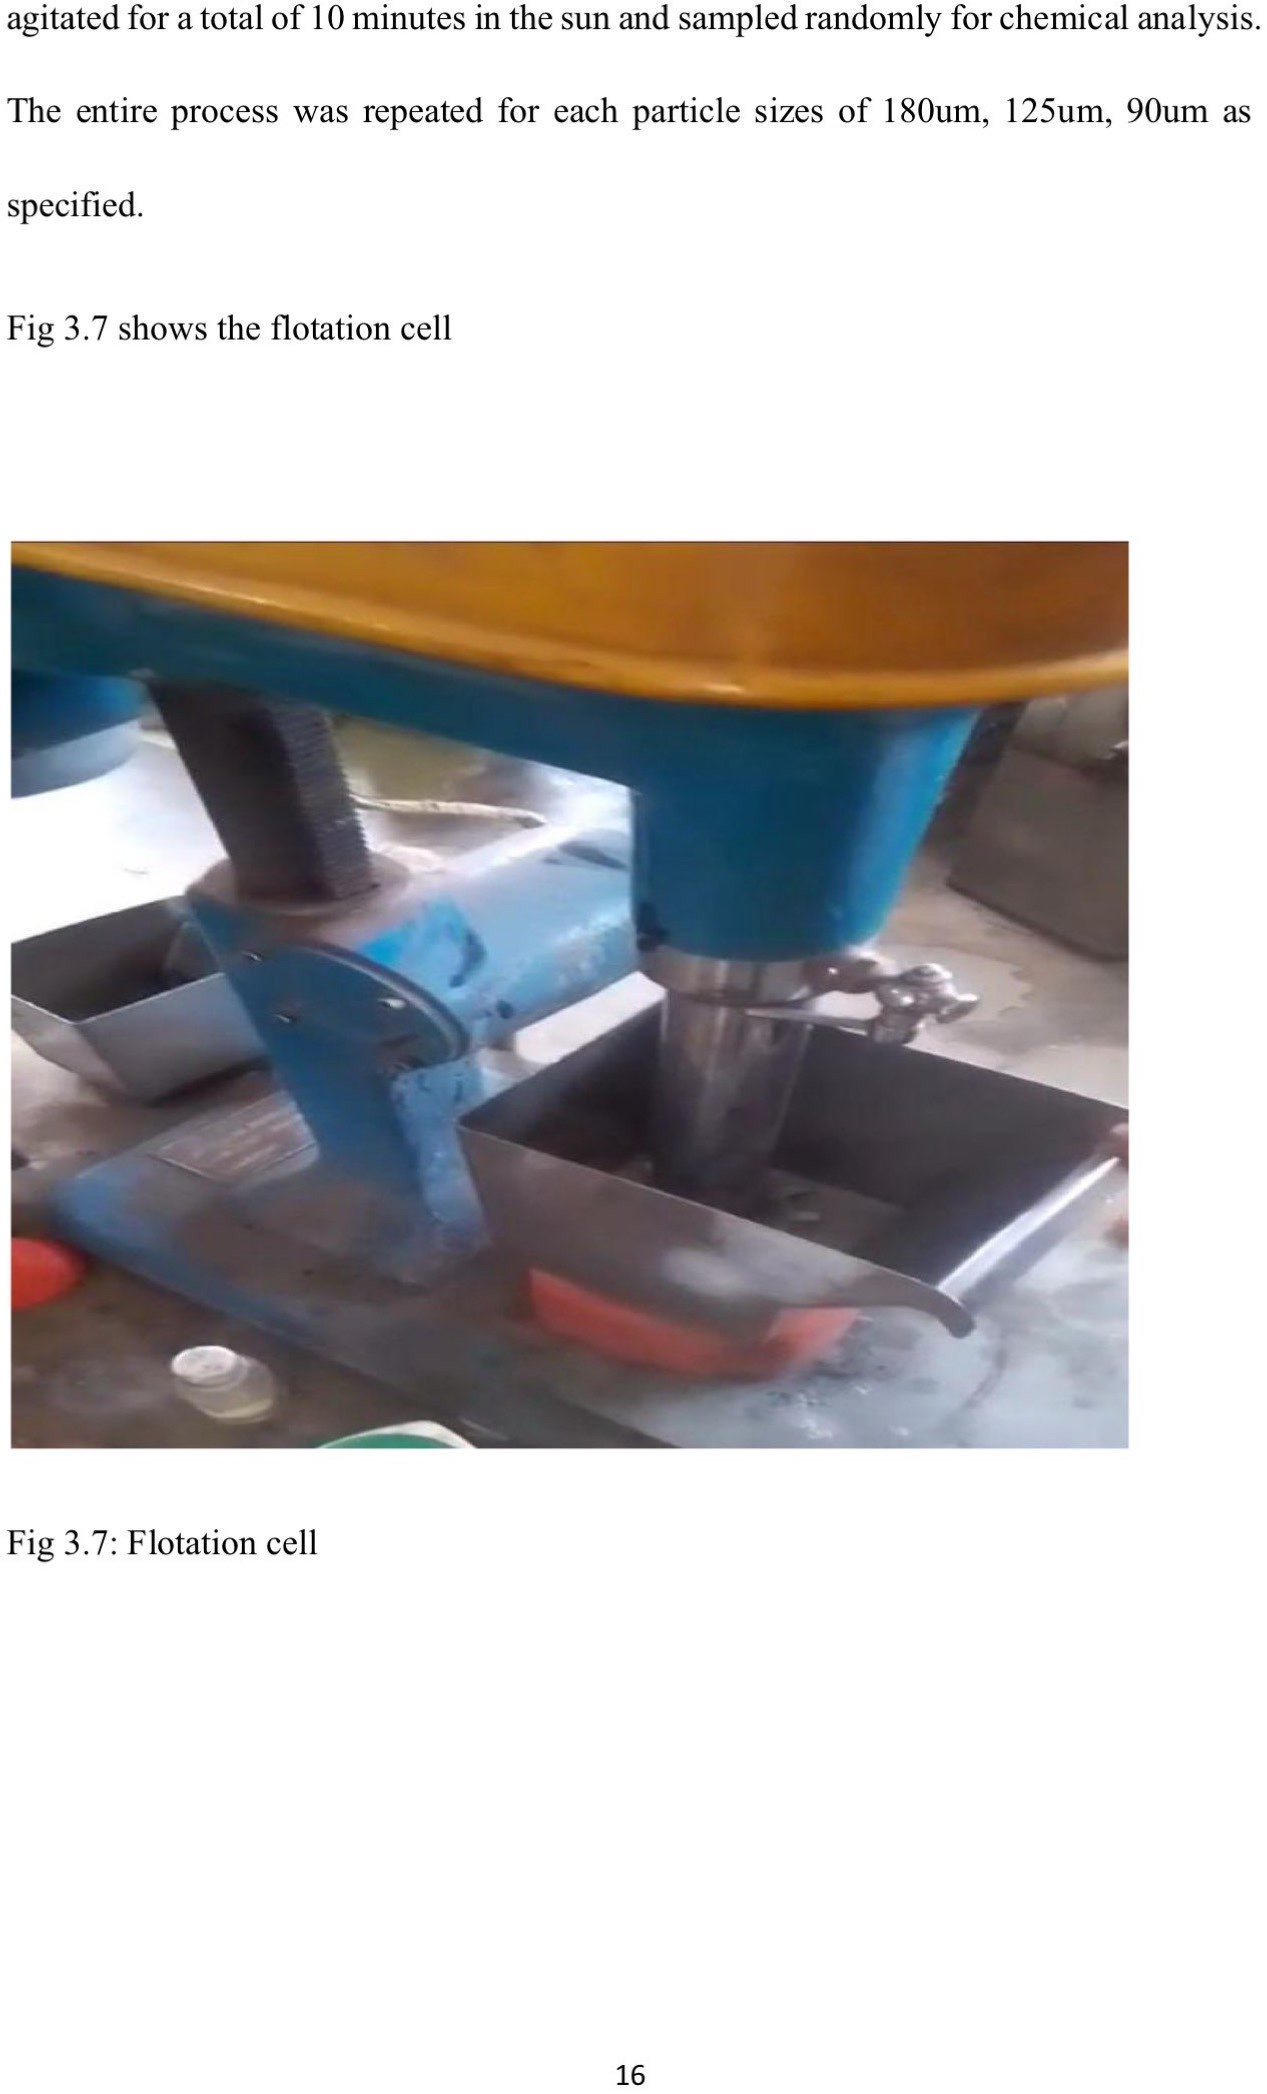 agitated for a total of 10 minutes in the sun and sampled randomly for chemical analysis.
The entire process was repeated for each particle sizes of 180um, 125um, 90um as
specified.
Fig 3.7 shows the flotation cell
Fig 3.7: Flotation cell
16